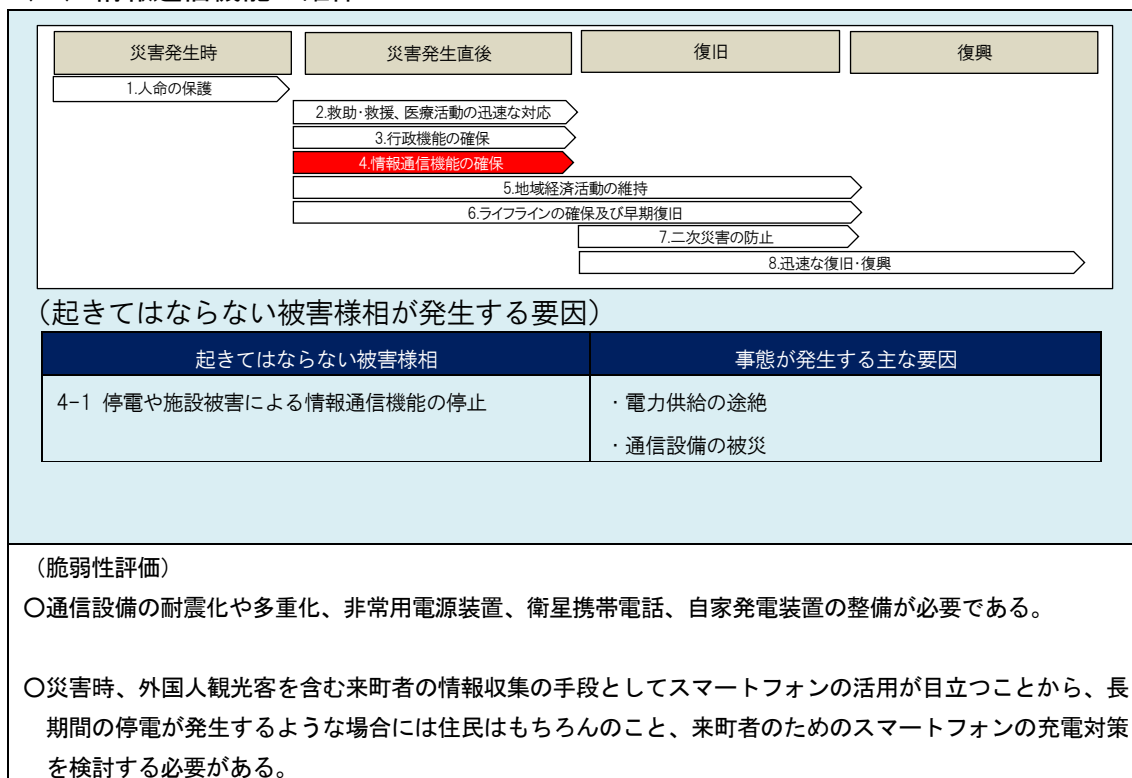 災害発生時
災害発生直後
復旧
復興
1.人命の保護
2.救助・救援、医療活動の迅速な対応
3.行政機能の確保
4.情報通信機能の確保
5.地域経済活動の維持
6.ライフラインの確保及び早期復旧
7.二次災害の防止
8.迅速な復旧・復興
(起きてはならない被害様相が発生する要因)
起きてはならない被害様相
事態が発生する主な要因
4-1 停電や施設被害による情報通信機能の停止
・電力供給の途絶
・通信設備の被災
(脆弱性評価)
〇通信設備の耐震化や多重化、非常用電源装置、衛星携帯電話、自家発電装置の整備が必要である。
〇災害時、外国人観光客を含む来町者の情報収集の手段としてスマートフォンの活用が目立つことから、長
期間の停電が発生するような場合には住民はもちろんのこと、来町者のためのスマートフォンの充電対策
を検討する必要がある。